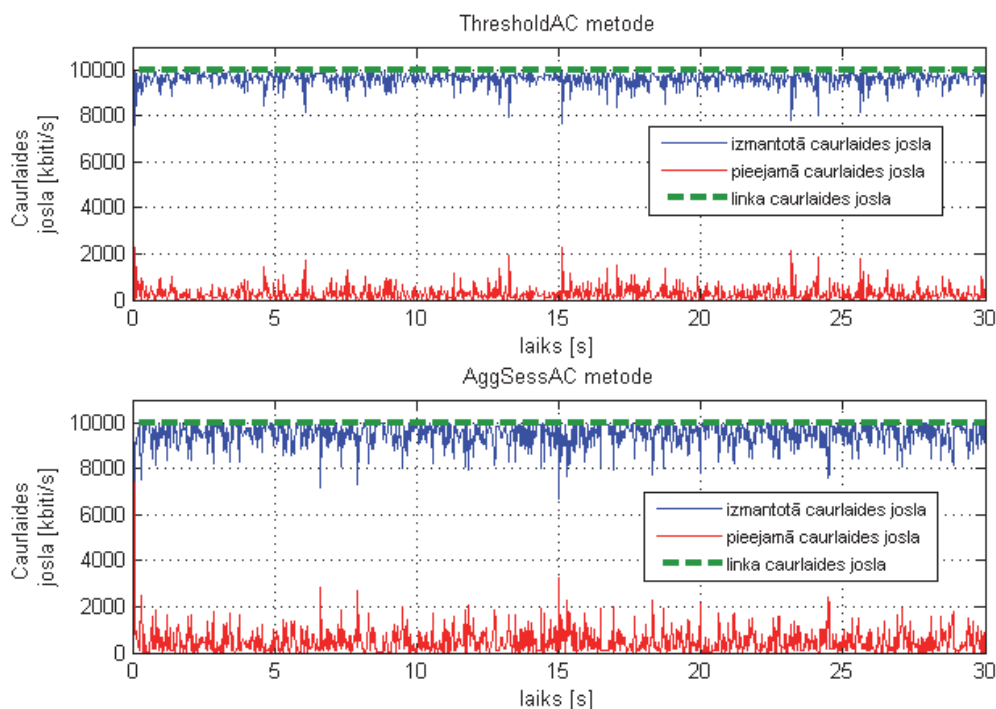 ThresholdAC metode
10000
8000
6000
4000
2000
0
Caurlaides
josla [kbiti/s]
izmantotā caurlaides josla
pieejamā caurlaides josla
linka caurlaides josla
0 5 10 15 20 25 30
laiks [s]
AggSessAC metode
10000
8000
6000
4000
2000
0
Caurlaides
josla [kbiti/s]
izmantotā caurlaides josla
pieejamā caurlaides josla
linka caurlaides josla
0 5 10 15 20 25 30
laiks [s]